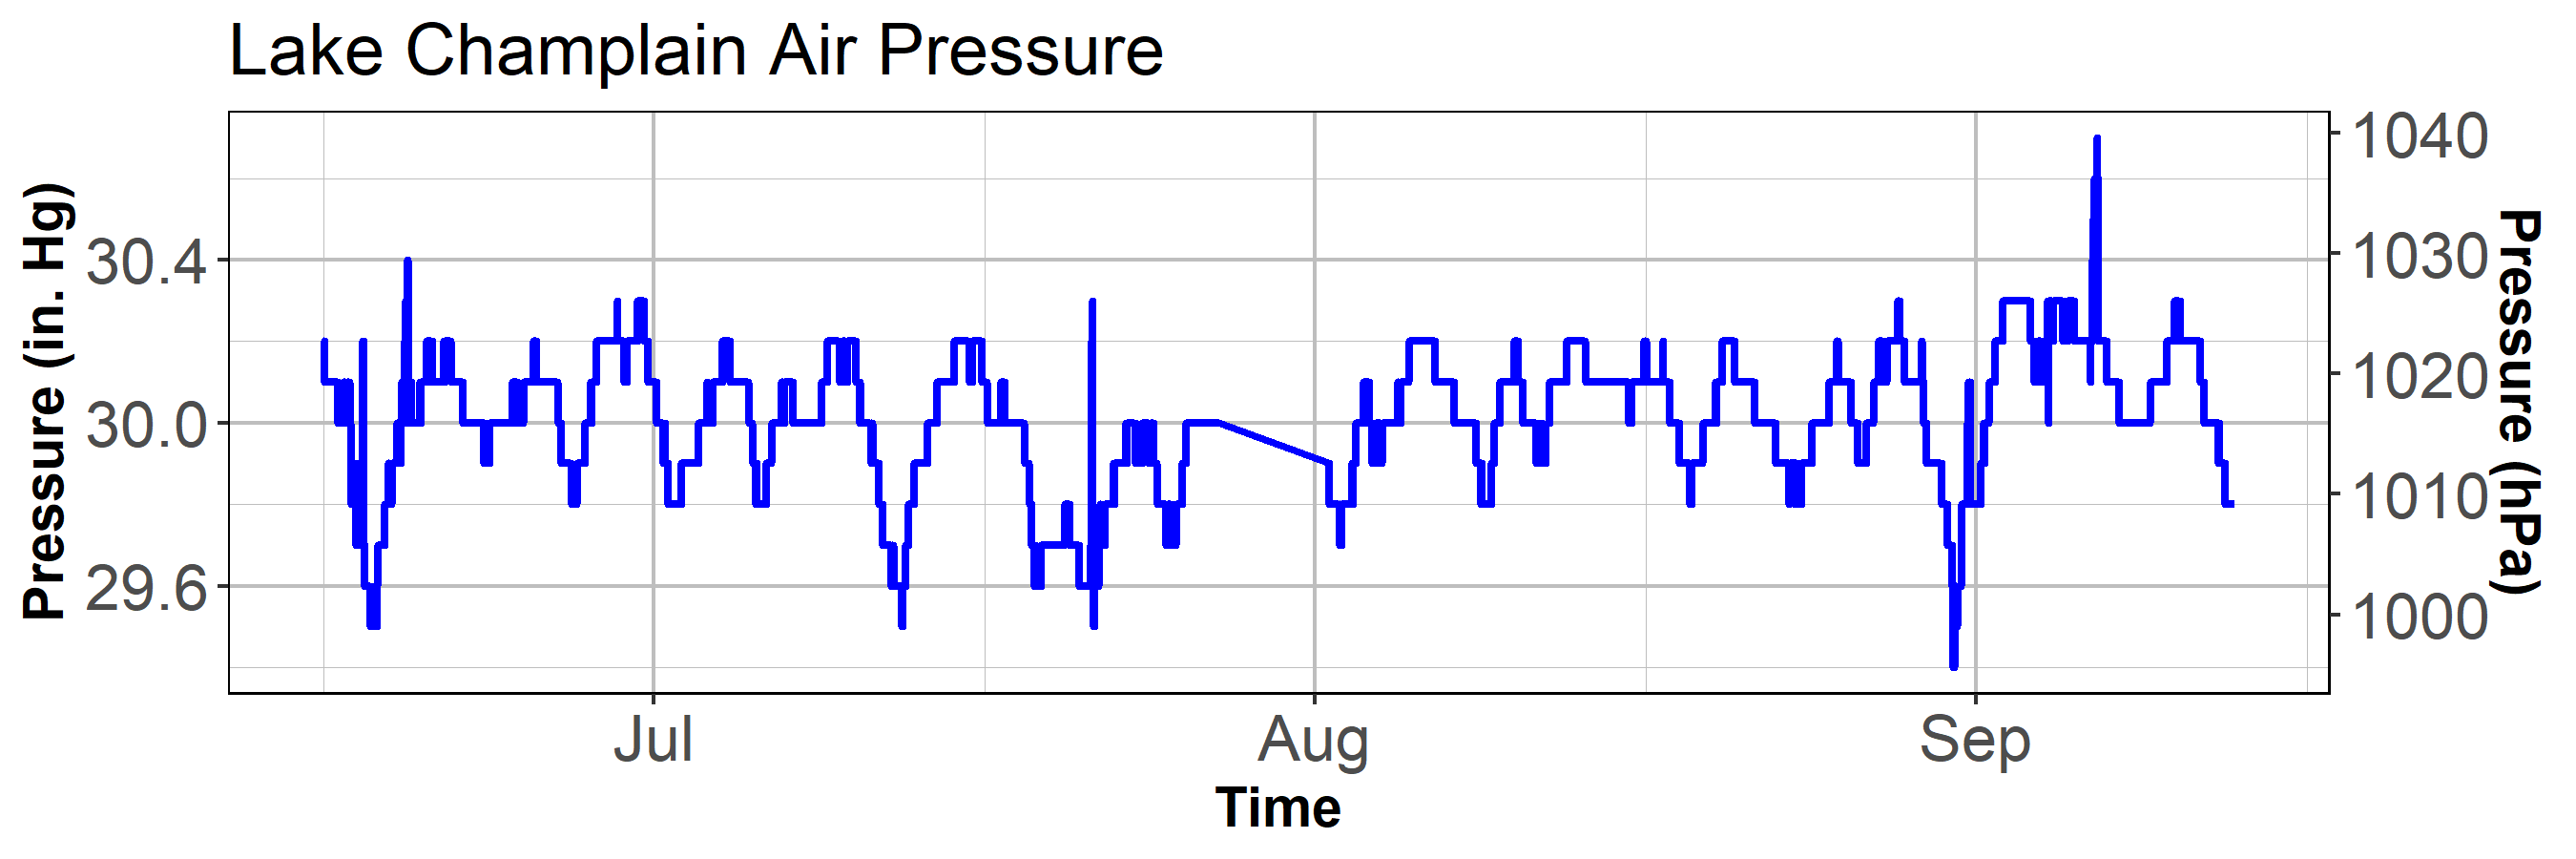 Lake Champlain Air Pressure
Pressure (in. Hg)
30.4
30.0
29.6
1040
1030
1020
1010
1000
Pressure (hPa)
Jul Aug Sep
Time